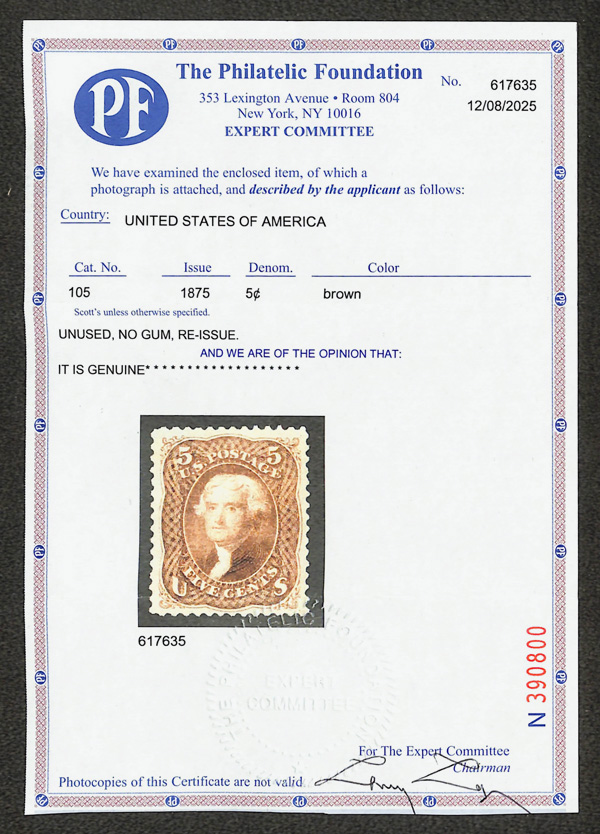 PF
The Philatelic Foundation
353 Lexington Avenue • Room 804
New York, NY 10016
EXPERT COMMITTEE
No. 617635
12/08/2025
We have examined the enclosed item, of which a
photograph is attached, and described by the applicant as follows:
Country: UNITED STATES OF AMERICA
Cat. No. Issue Denom. Color
105 1875 5¢ brown
Scott's unless otherwise specified.
UNUSED, NO GUM, RE-ISSUE.
AND WE ARE OF THE OPINION THAT:
IT IS GENUINE* * * * * * * * * * * * * * * * * * *
5 5
U.S. POSTAGE
U FIVE CENTS S
617635
THE PHILATELIC FOUNDATION
EXPERT
COMMITTEE
N 390800
For The Expert Committee
Chairman
Photocopies of this Certificate are not valid